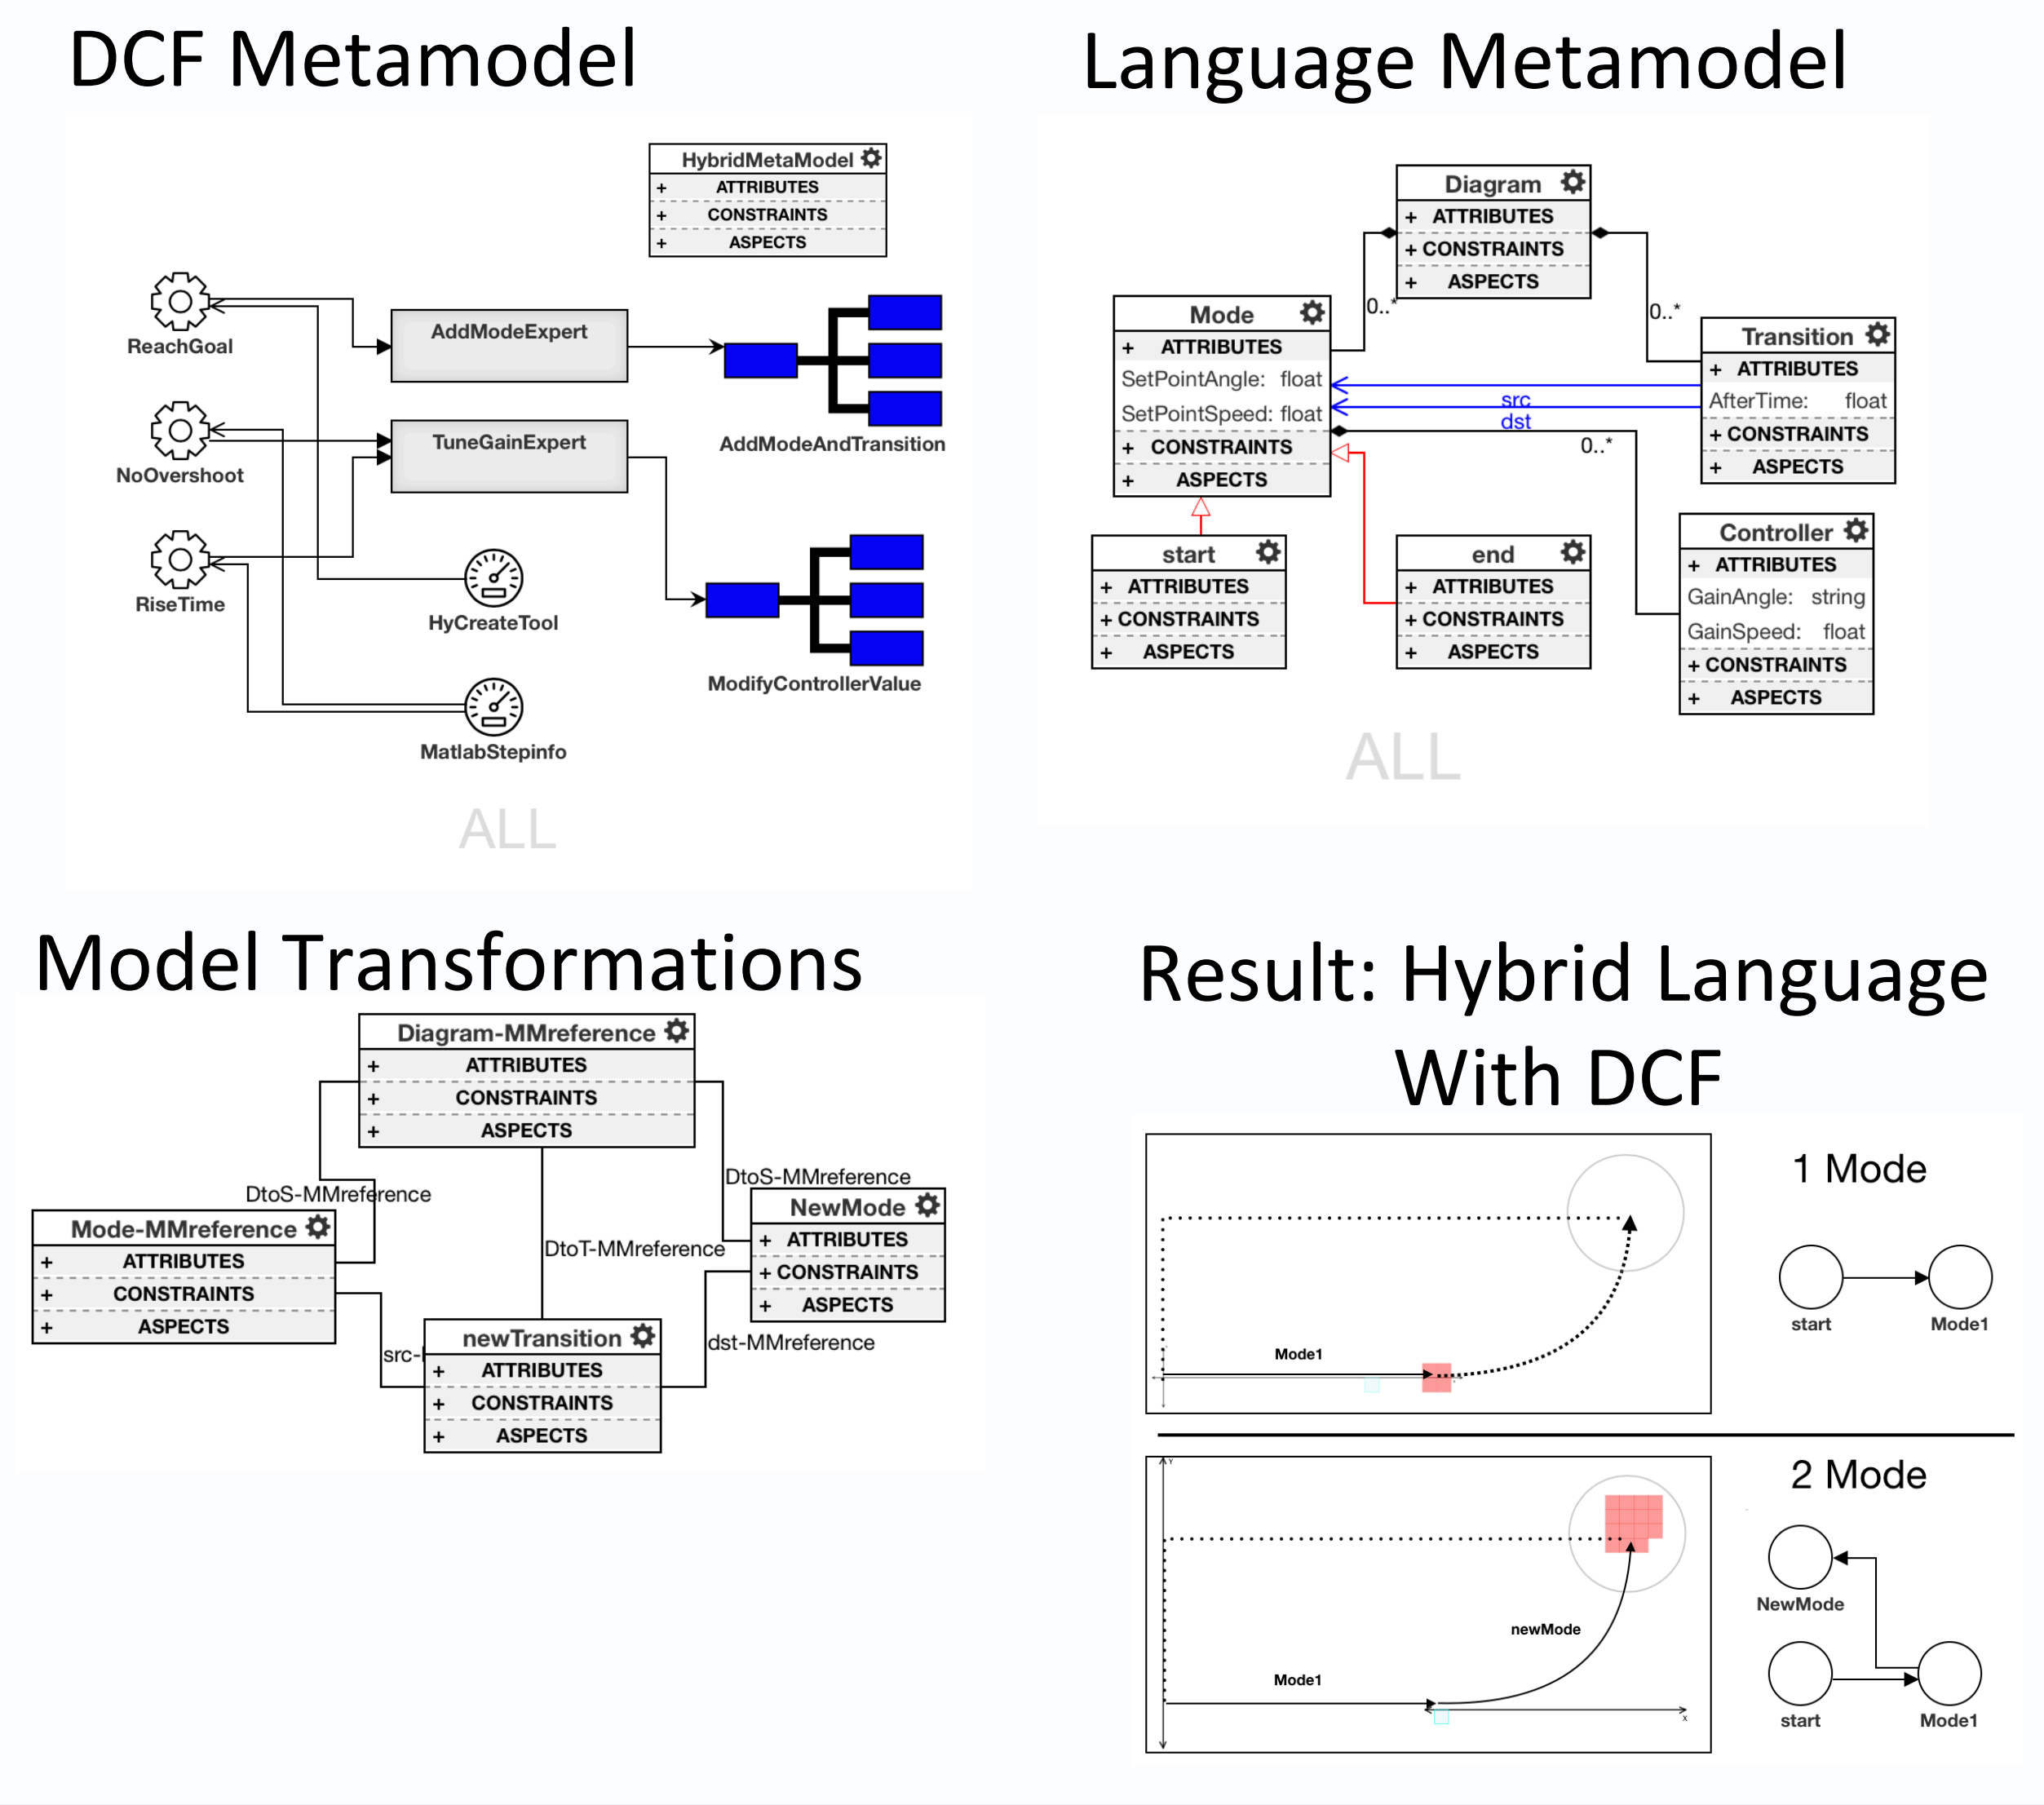 DCF Metamodel
HybridMetaModel
+ ATTRIBUTES
+ CONSTRAINTS
+ ASPECTS
ReachGoal
AddModeExpert
AddModeAndTransition
NoOvershoot
TuneGainExpert
RiseTime
HyCreateTool
ModifyControllerValue
MatlabStepinfo
ALL
Language Metamodel
Diagram
+ ATTRIBUTES
+ CONSTRAINTS
+ ASPECTS
0..*
0..*
Mode
+ ATTRIBUTES
SetPointAngle: float
SetPointSpeed: float
+ CONSTRAINTS
+ ASPECTS
src
dst
0..*
Transition
+ ATTRIBUTES
AfterTime: float
+ CONSTRAINTS
+ ASPECTS
start
+ ATTRIBUTES
+ CONSTRAINTS
+ ASPECTS
end
+ ATTRIBUTES
+ CONSTRAINTS
+ ASPECTS
Controller
+ ATTRIBUTES
GainAngle: string
GainSpeed: float
+ CONSTRAINTS
+ ASPECTS
ALL
Model Transformations
Diagram-MMreference
+ ATTRIBUTES
+ CONSTRAINTS
+ ASPECTS
DtoS-MMreference
DtoS-MMreference
Mode-MMreference
+ ATTRIBUTES
+ CONSTRAINTS
+ ASPECTS
DtoT-MMreference
NewMode
+ ATTRIBUTES
+ CONSTRAINTS
+ ASPECTS
src-
newTransition
+ ATTRIBUTES
+ CONSTRAINTS
+ ASPECTS
dst-MMreference
Result: Hybrid Language
With DCF
Mode1
1 Mode
start
Mode1
Y
newMode
Mode1
X
2 Mode
NewMode
start
Mode1